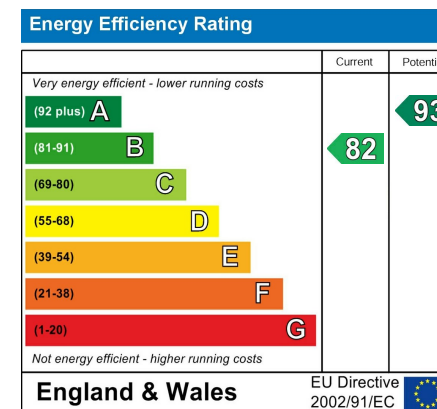 Energy Efficiency Rating
Current Potenti
Very energy efficient - lower running costs
(92 plus) A
93
(81-91) B
82
(69-80) C
(55-68) D
(39-54) E
(21-38) F
(1-20) G
Not energy efficient - higher running costs
England & Wales
EU Directive
2002/91/EC